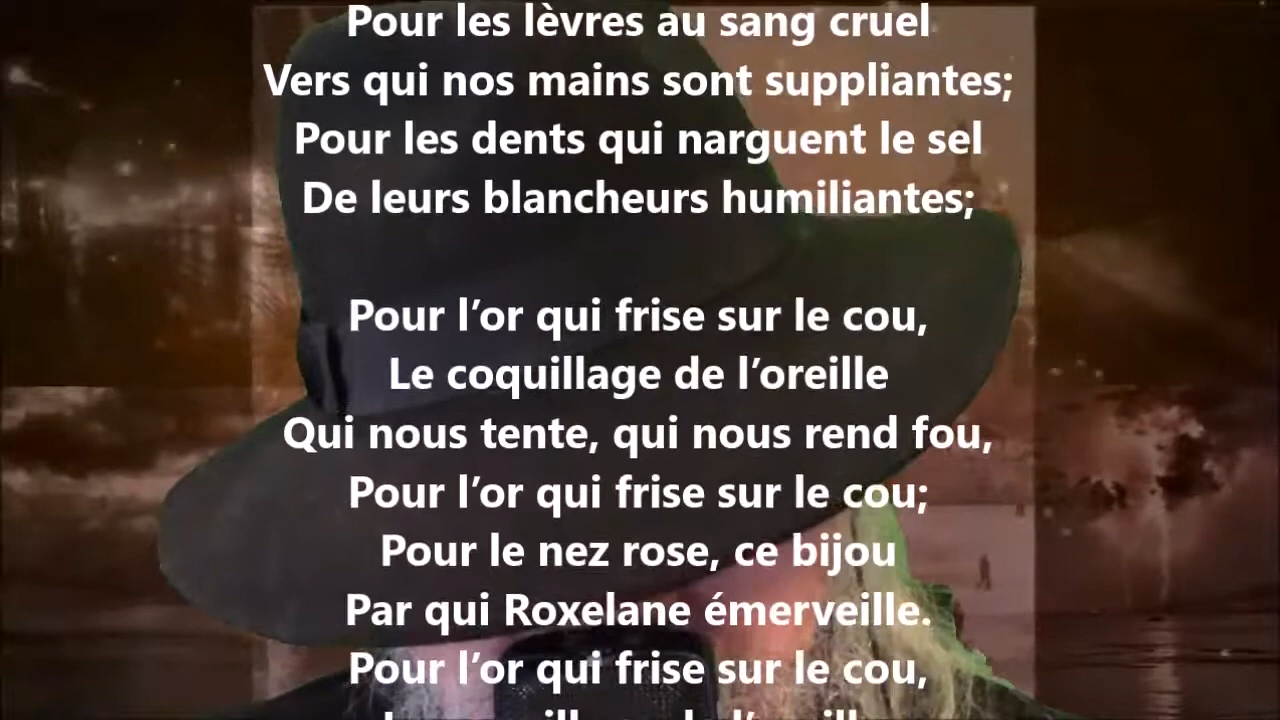 Pour les lèvres au sang cruel
Vers qui nos mains sont suppliantes;
Pour les dents qui narguent le sel
De leurs blancheurs humiliantes;
Pour l’or qui frise sur le cou,
Le coquillage de l’oreille
Qui nous tente, qui nous rend fou,
Pour l’or qui frise sur le cou;
Pour le nez rose, ce bijou
Par qui Roxelane émerveille.
Pour l’or qui frise sur le cou,